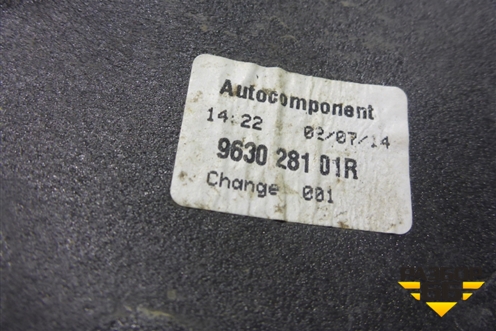 Autocomponent
14:22 02/07/14
9630 281 01R
Change 001